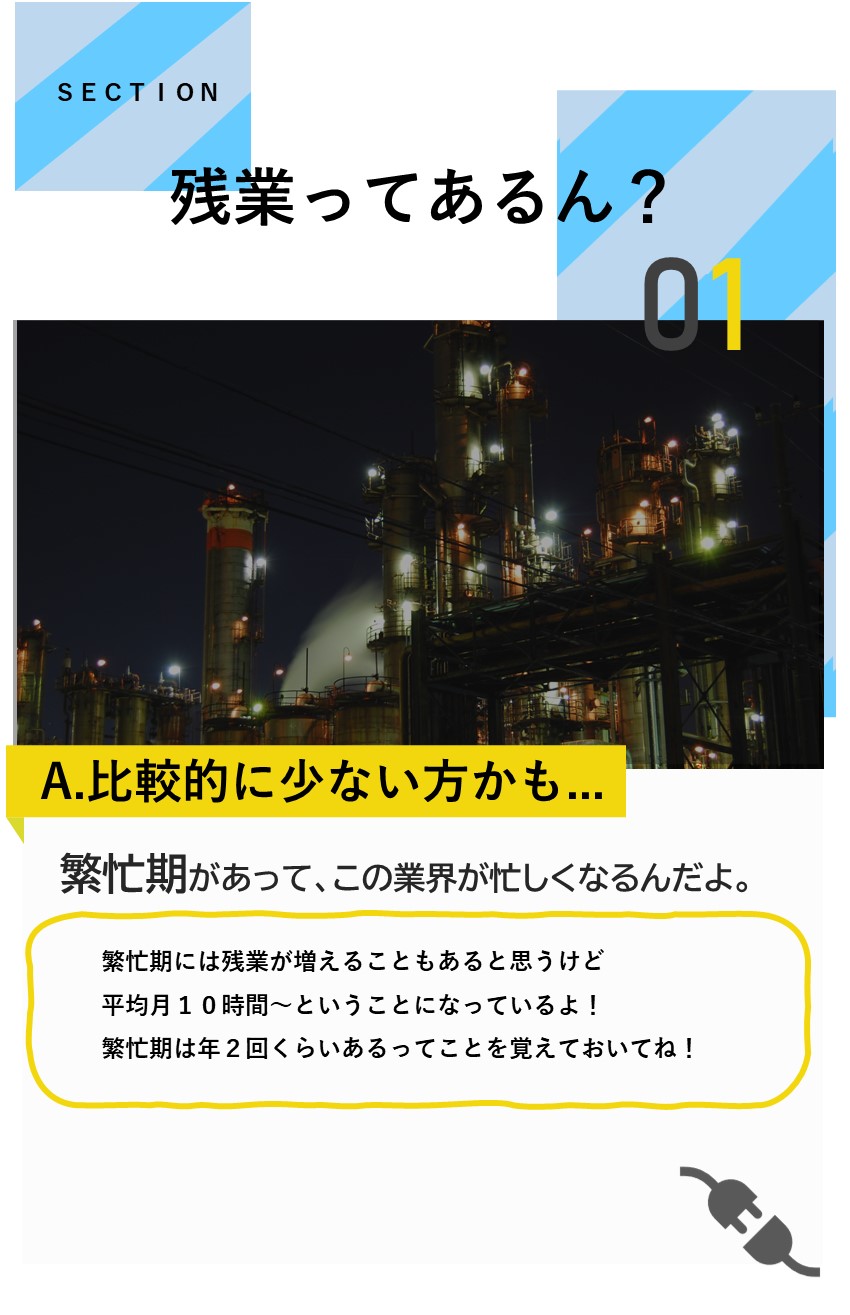 ＳＥＣＴＩＯＮ
残業ってあるん？
01
A.比較的に少ない方かも...
繁忙期があって、この業界が忙しくなるんだよ。
繁忙期には残業が増えることもあると思うけど
平均月１０時間～ということになっているよ！
繁忙期は年２回くらいあるってことを覚えておいてね！